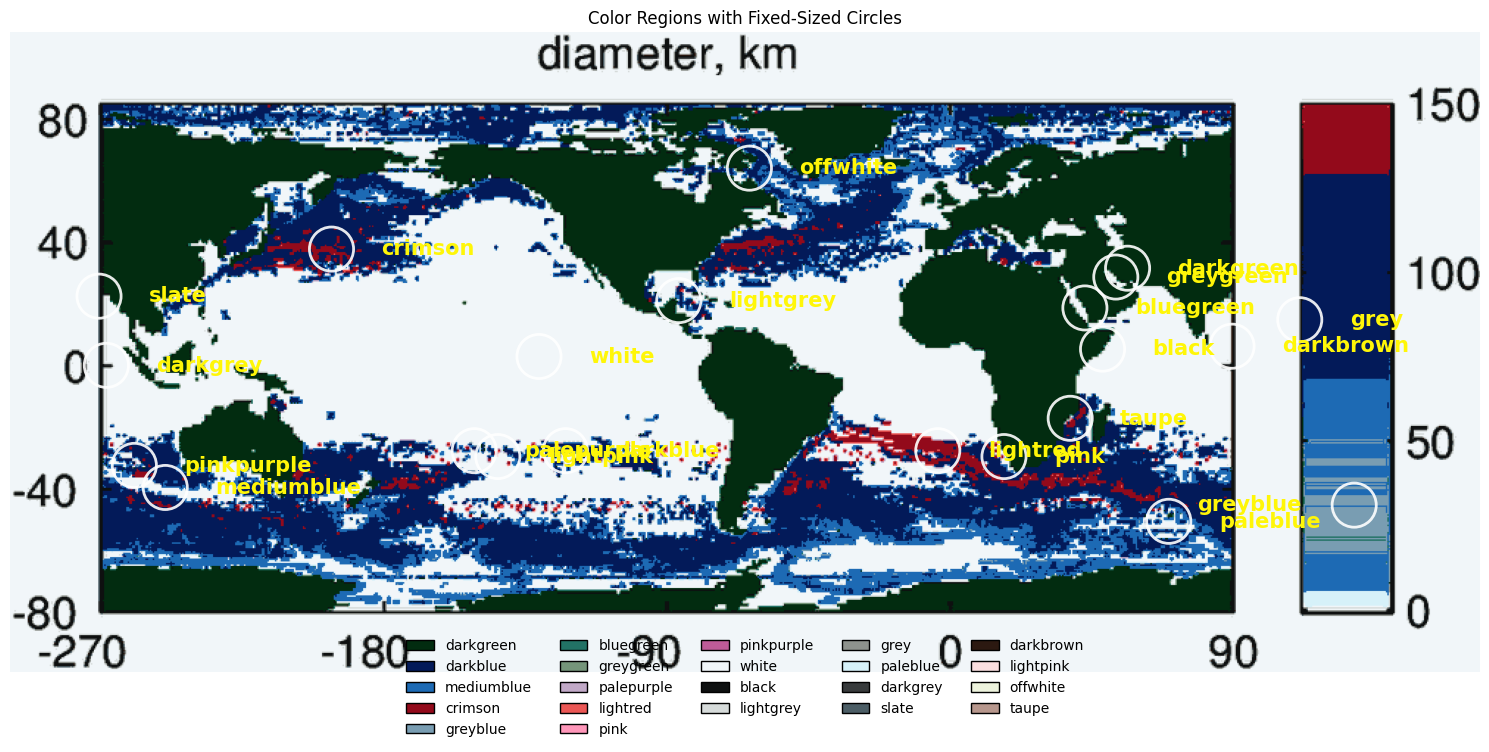 Color Regions with Fixed-Sized Circles
diameter, km
80
40
0
-40
-80
-270
-180
-90
0
90
150
100
50
0
offwhite
crimson
darkgreen
greygreen
slate
lightgrey
bluegreen
grey
darkbrown
black
white
darkgrey
taupe
palepurple
darkblue
lightpink
lightred
pink
pinkpurple
mediumblue
greyblue
paleblue
darkgreen
darkblue
mediumblue
crimson
greyblue
bluegreen
greygreen
palepurple
lightred
pink
pinkpurple
white
black
lightgrey
grey
paleblue
darkgrey
slate
darkbrown
lightpink
offwhite
taupe